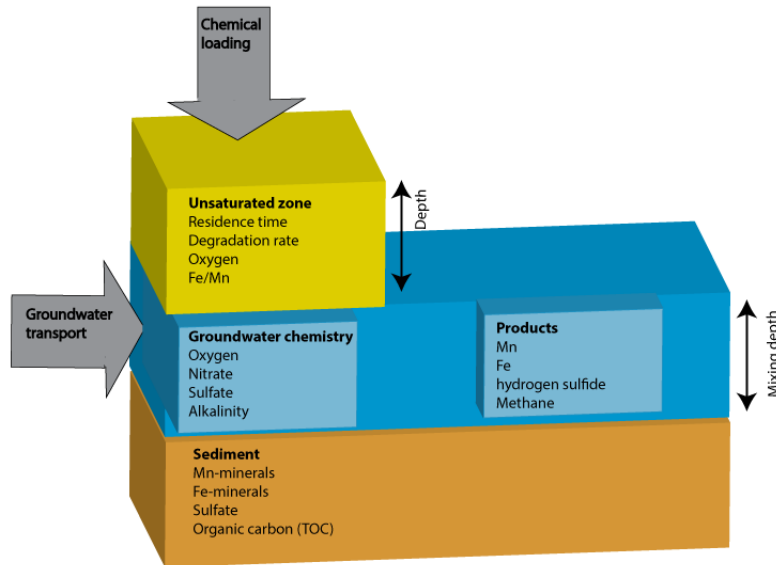 Chemical
loading
Unsaturated zone
Residence time
Degradation rate
Oxygen
Fe/Mn
Depth
Groundwater
transport
Groundwater chemistry
Oxygen
Nitrate
Sulfate
Alkalinity
Products
Mn
Fe
hydrogen sulfide
Methane
Mixing depth
Sediment
Mn-minerals
Fe-minerals
Sulfate
Organic carbon (TOC)